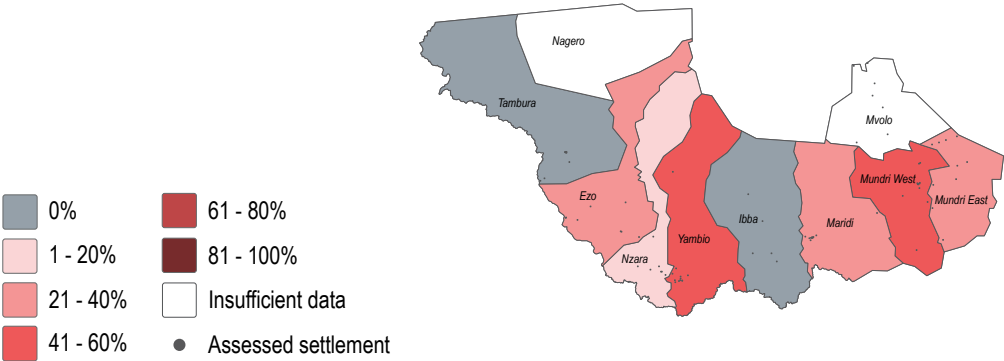 0%
1 - 20%
21 - 40%
41 - 60%
61 - 80%
81 - 100%
Insufficient data
Assessed settlement
Nagero
Tambura
Mvolo
Ezo
Mundri West
Mundri East
Ibba
Maridi
Yambio
Nzara